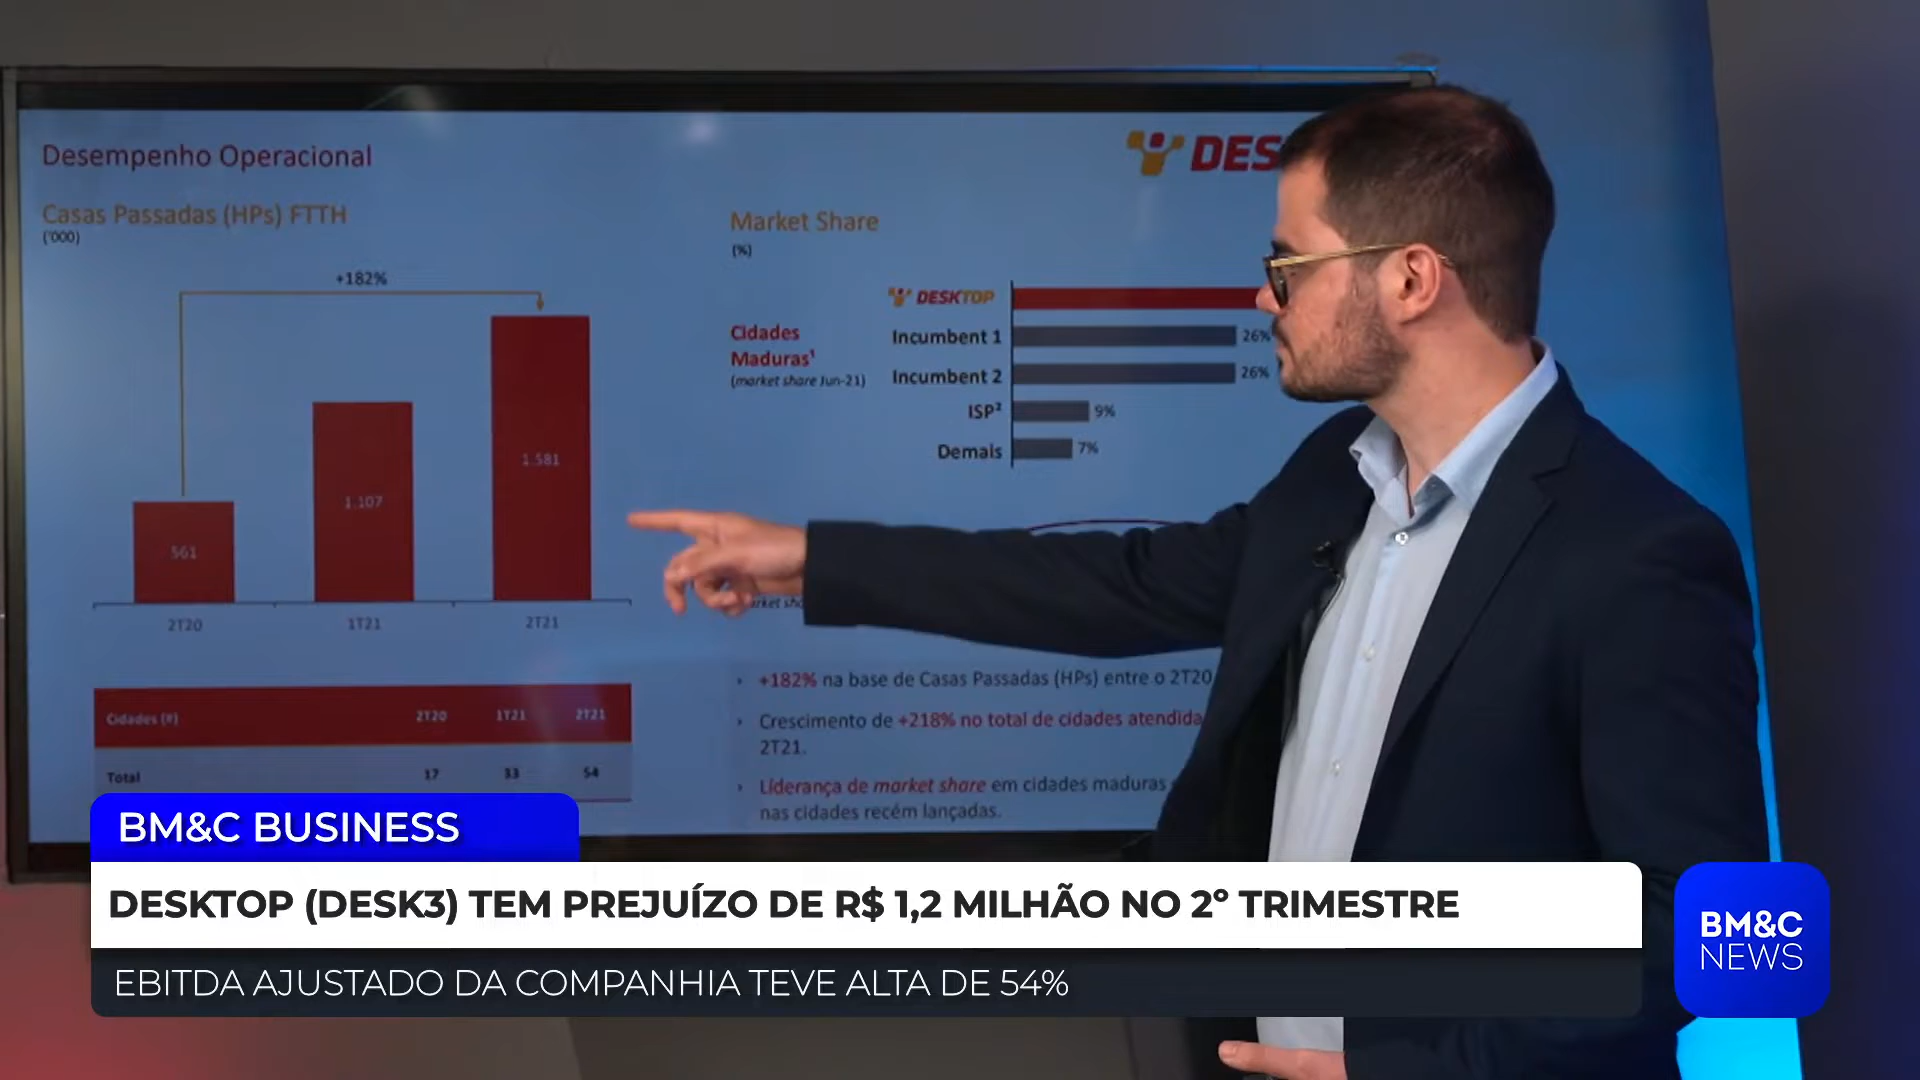 Desempenho Operacional
Casas Passadas (HPs) FTTH
('000)
+182%
561
1.107
1.581
2T20
1T21
2T21
Cidades (#) 2T20 1T21 2T21
Total 17 33 54
DES
Market Share
(%)
Cidades
Maduras¹
(market share Jun-21)
DESKTOP
Incumbent 1 26%
Incumbent 2 26%
ISP² 9%
Demais 7%
+182% na base de Casas Passadas (HPs) entre o 2T20
Crescimento de +218% no total de cidades
2T21.
Liderança de market share em cidades maduras
nas cidades recém lançadas.
BM&C BUSINESS
DESKTOP (DESK3) TEM PREJUÍZO DE R$ 1,2 MILHÃO NO 2º TRIMESTRE
EBITDA AJUSTADO DA COMPANHIA TEVE ALTA DE 54%
BM&C
NEWS